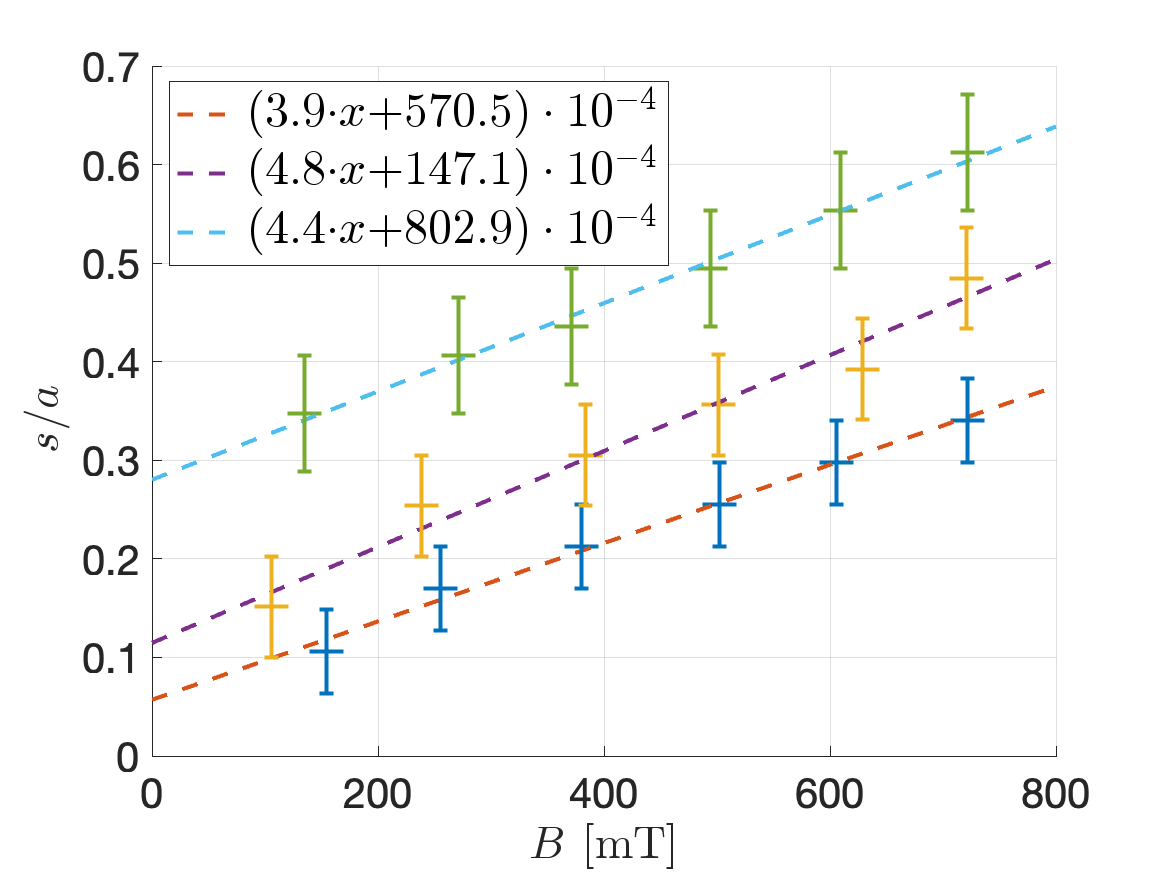 0.7
0.6
0.5
0.4
0.3
0.2
0.1
0
s/a
(3.9·x+570.5) · 10⁻⁴
(4.8·x+147.1) · 10⁻⁴
(4.4·x+802.9) · 10⁻⁴
0 200 400 600 800
B [mT]